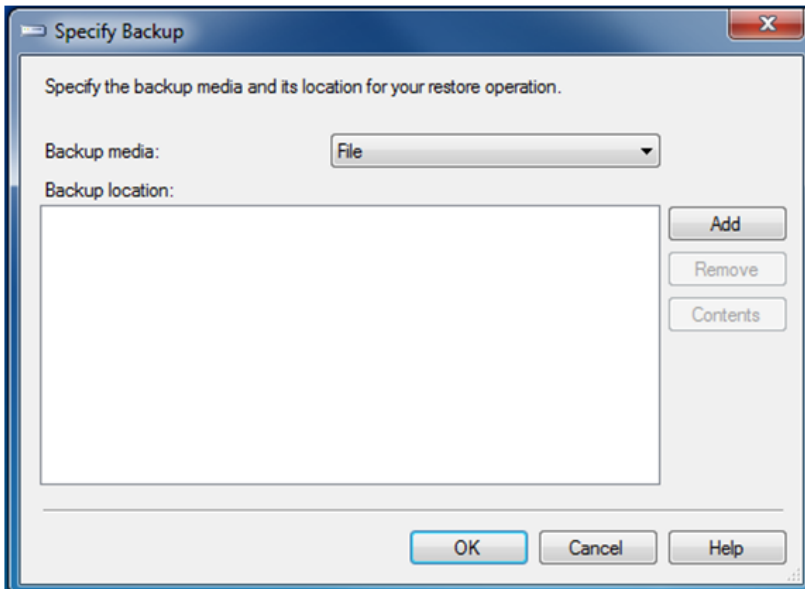 Specify Backup
Specify the backup media and its location for your restore operation.
Backup media:
File
Backup location:
Add
Remove
Contents
OK
Cancel
Help